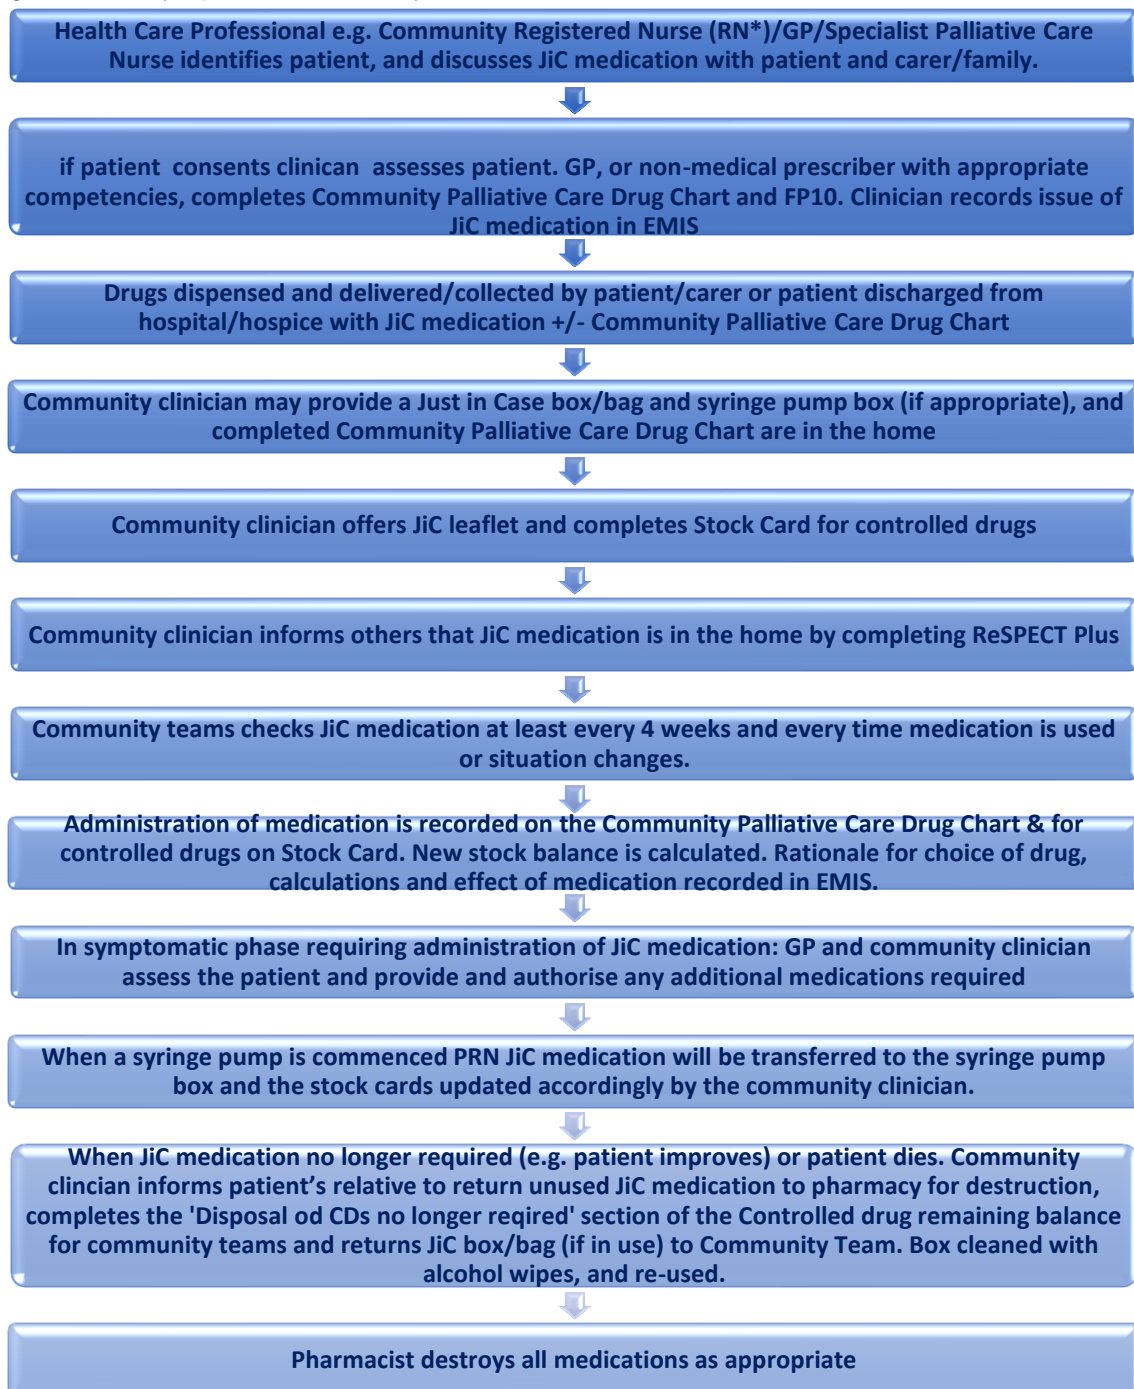 Health Care Professional e.g. Community Registered Nurse (RN*)/GP/Specialist Palliative Care
Nurse identifies patient, and discusses JiC medication with patient and carer/family.
if patient consents clinican assesses patient. GP, or non-medical prescriber with appropriate
competencies, completes Community Palliative Care Drug Chart and FP10. Clinician records issue of
JiC medication in EMIS
Drugs dispensed and delivered/collected by patient/carer or patient discharged from
hospital/hospice with JiC medication +/- Community Palliative Care Drug Chart
Community clinician may provide a Just in Case box/bag and syringe pump box (if appropriate), and
completed Community Palliative Care Drug Chart are in the home
Community clinician offers JiC leaflet and completes Stock Card for controlled drugs
Community clinician informs others that JiC medication is in the home by completing ReSPECT Plus
Community teams checks JiC medication at least every 4 weeks and every time medication is used
or situation changes.
Administration of medication is recorded on the Community Palliative Care Drug Chart & for
controlled drugs on Stock Card. New stock balance is calculated. Rationale for choice of drug,
calculations and effect of medication recorded in EMIS.
In symptomatic phase requiring administration of JiC medication: GP and community clinician
assess the patient and provide and authorise any additional medications required
When a syringe pump is commenced PRN JiC medication will be transferred to the syringe pump
box and the stock cards updated accordingly by the community clinician.
When JiC medication no longer required (e.g. patient improves) or patient dies. Community
clincian informs patient's relative to return unused JiC medication to pharmacy for destruction,
completes the 'Disposal od CDs no longer reqired' section of the Controlled drug remaining balance
for community teams and returns JiC box/bag (if in use) to Community Team. Box cleaned with
alcohol wipes, and re-used.
Pharmacist destroys all medications as appropriate